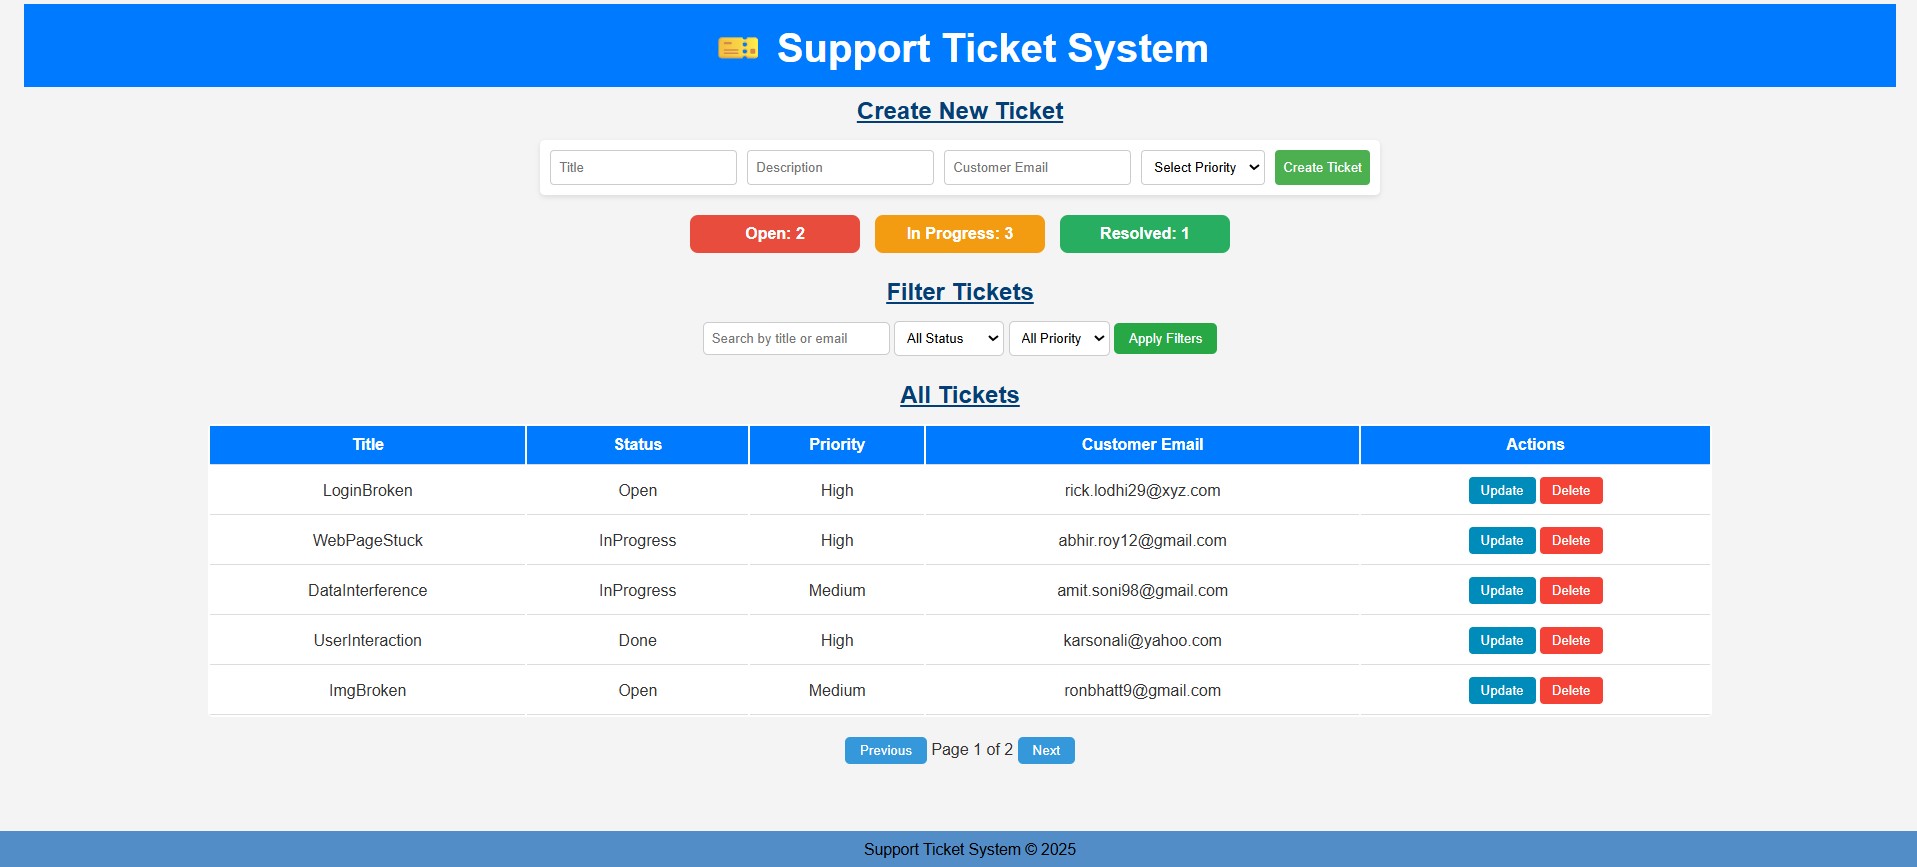 Support Ticket System
Create New Ticket
Title Description Customer Email Select Priority Create Ticket
Open: 2 In Progress: 3 Resolved: 1
Filter Tickets
Search by title or email All Status All Priority Apply Filters
All Tickets
Title Status Priority Customer Email Actions
LoginBroken Open High rick.lodhi29@xyz.com Update Delete
WebPageStuck InProgress High abhir.roy12@gmail.com Update Delete
DataInterference InProgress Medium amit.soni98@gmail.com Update Delete
UserInteraction Done High karsonali@yahoo.com Update Delete
ImgBroken Open Medium ronbhatt9@gmail.com Update Delete
Previous Page 1 of 2 Next
Support Ticket System © 2025